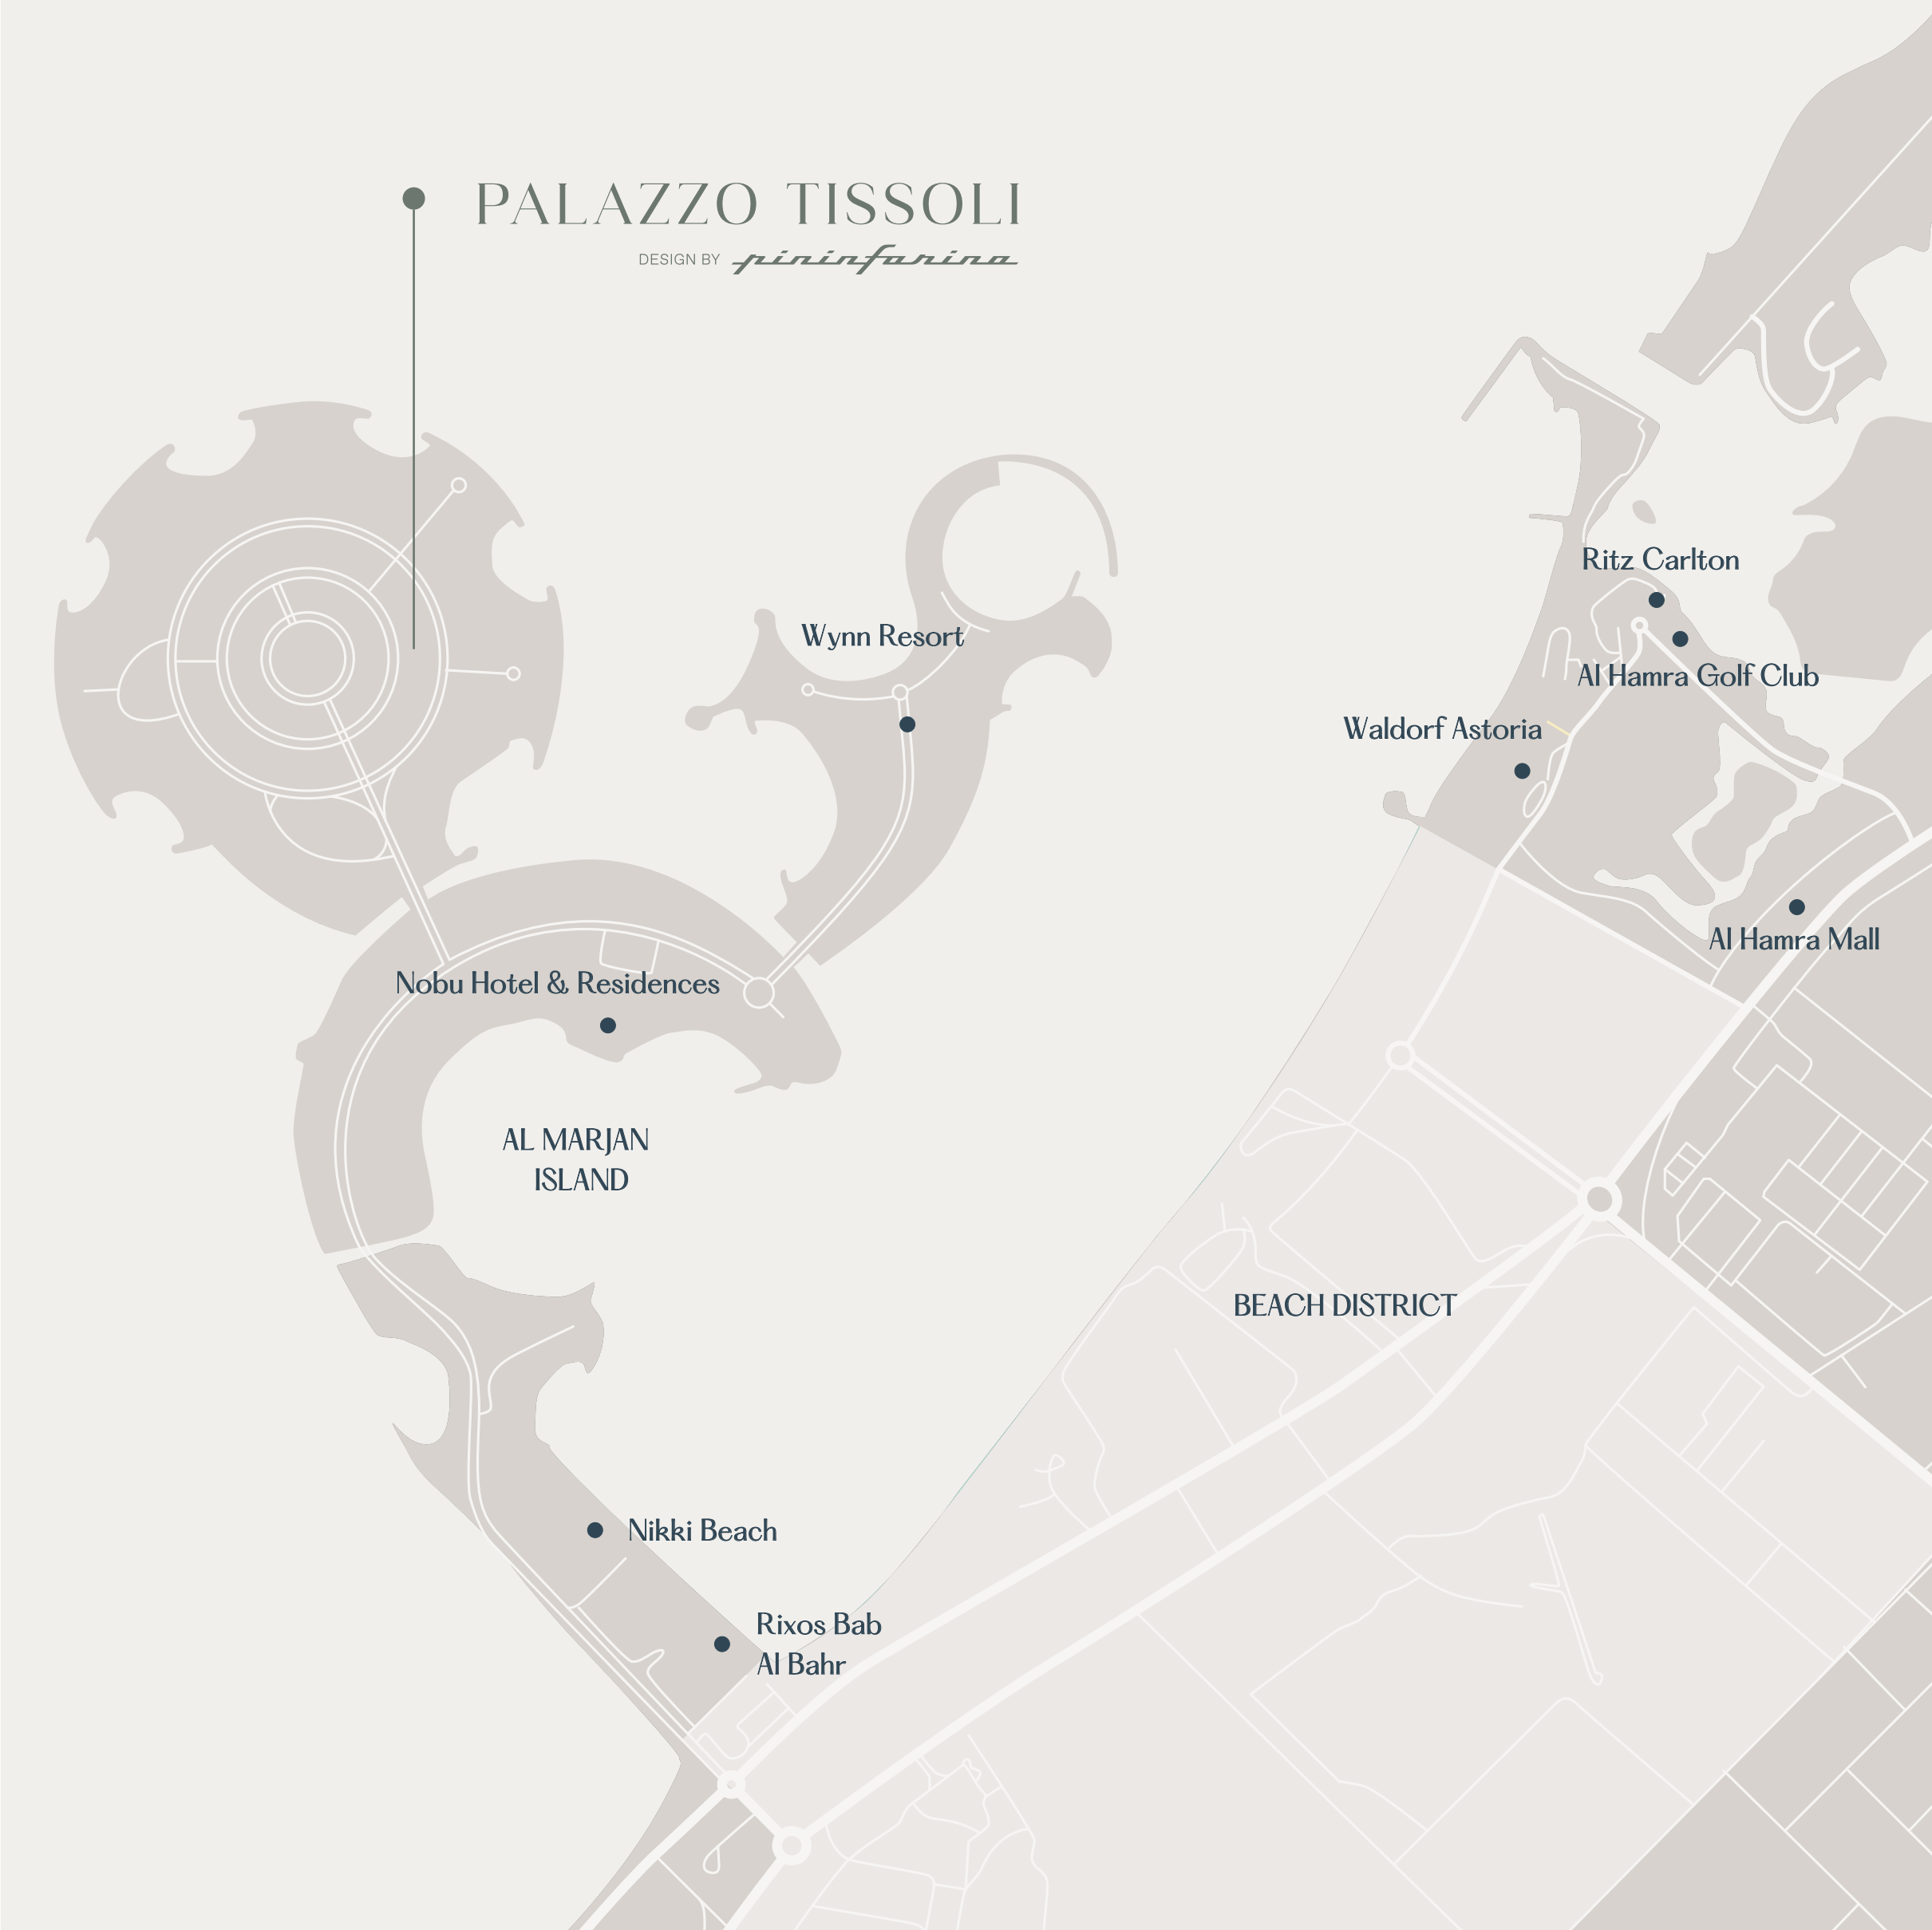 PALAZZO TISSOLI
DESIGN BY pininfarina
Ritz Carlton
Wynn Resort
Al Hamra Golf Club
Waldorf Astoria
Al Hamra Mall
Nobu Hotel & Residences
AL MARJAN
ISLAND
BEACH DISTRICT
Nikki Beach
Rixos Bab
Al Bahr